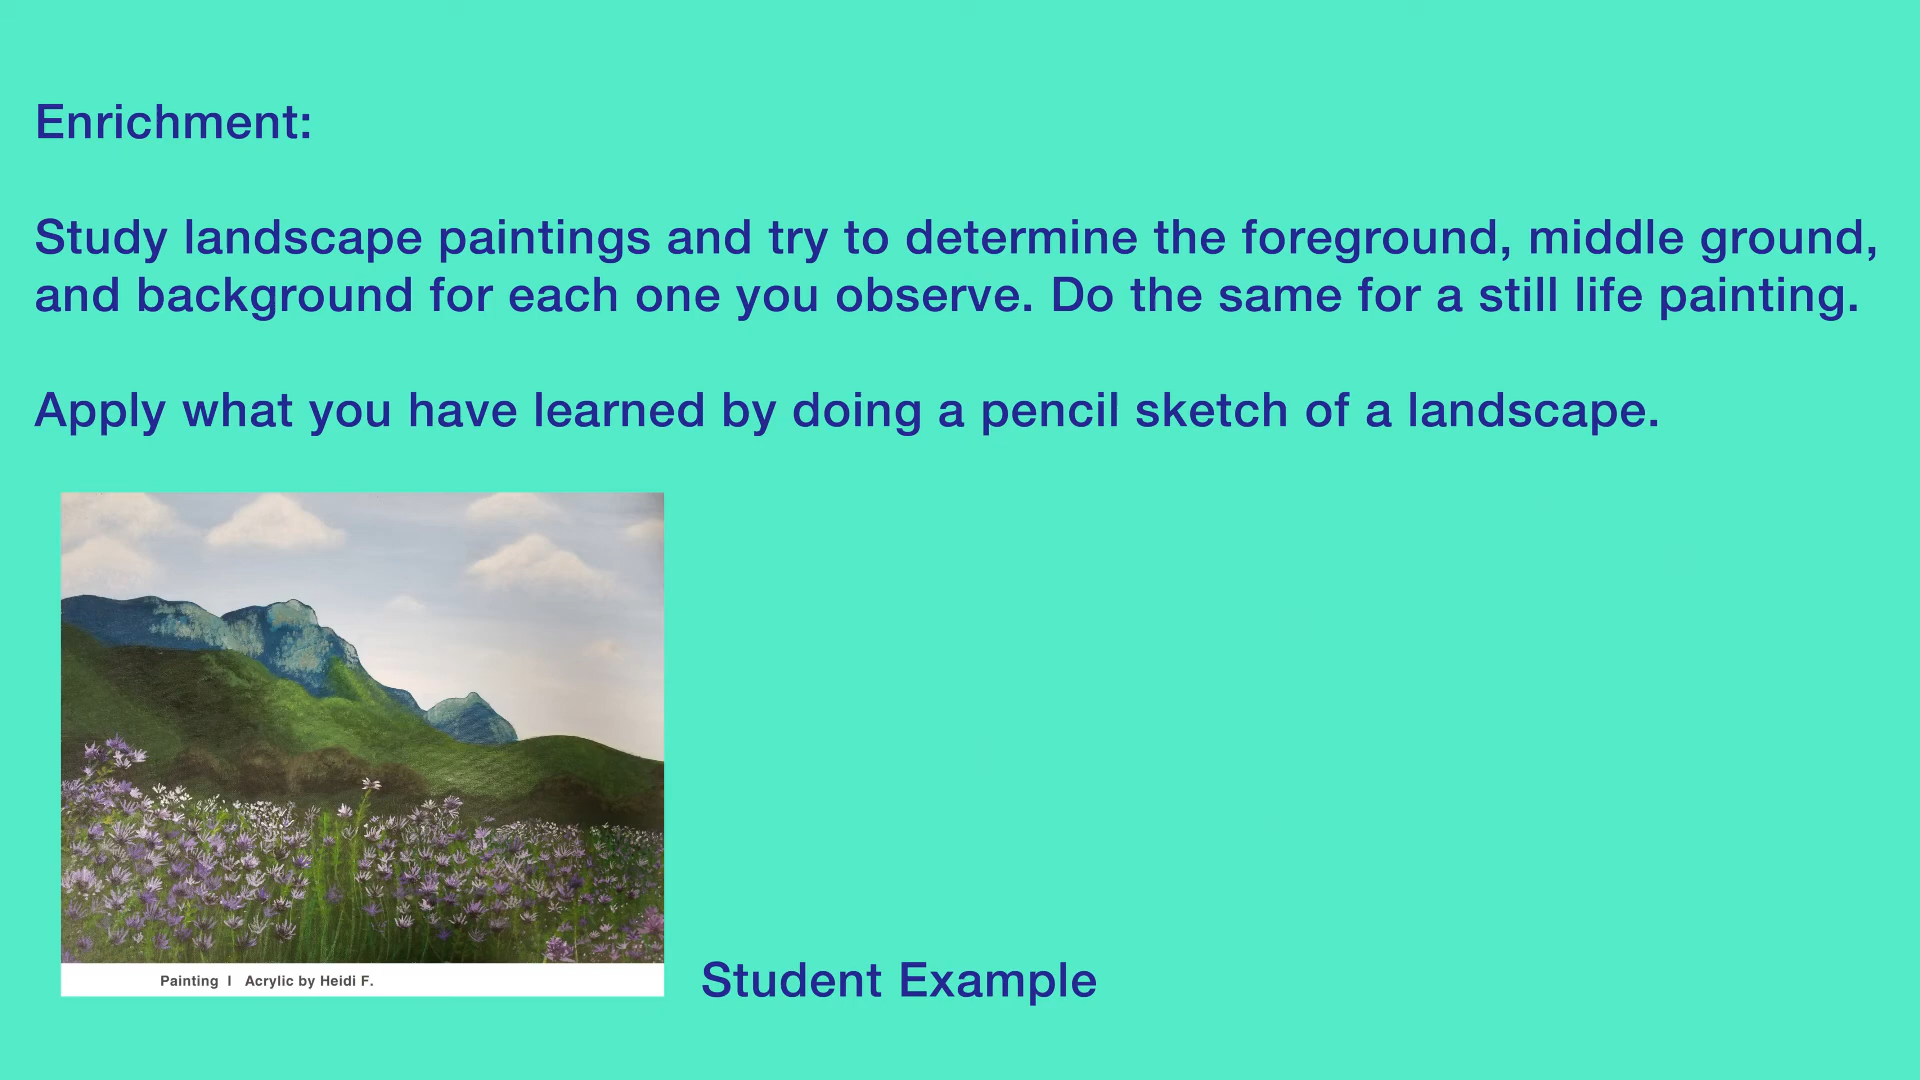 Enrichment:
Study landscape paintings and try to determine the foreground, middle ground,
and background for each one you observe. Do the same for a still life painting.
Apply what you have learned by doing a pencil sketch of a landscape.
Painting I Acrylic by Heidi F.
Student Example